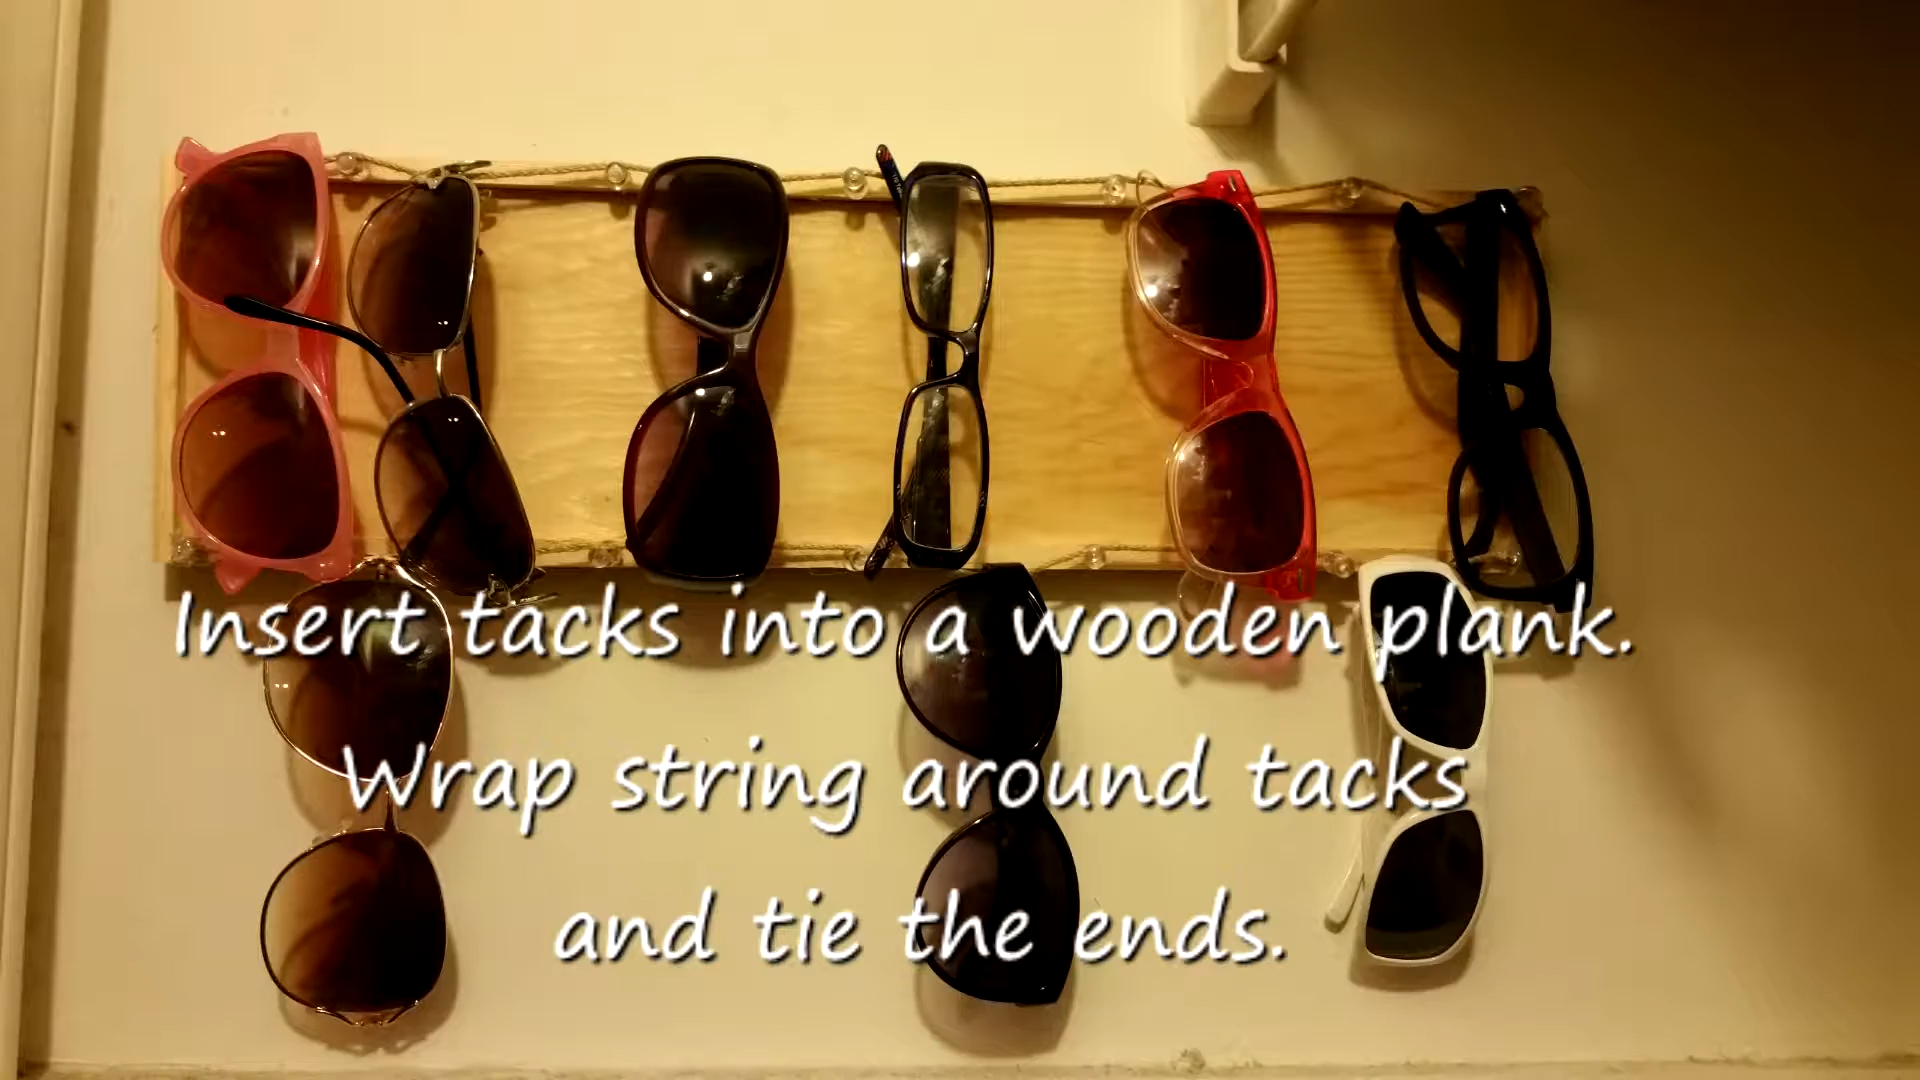 Insert tacks into a wooden plank.
Wrap string around tacks
and tie the ends.